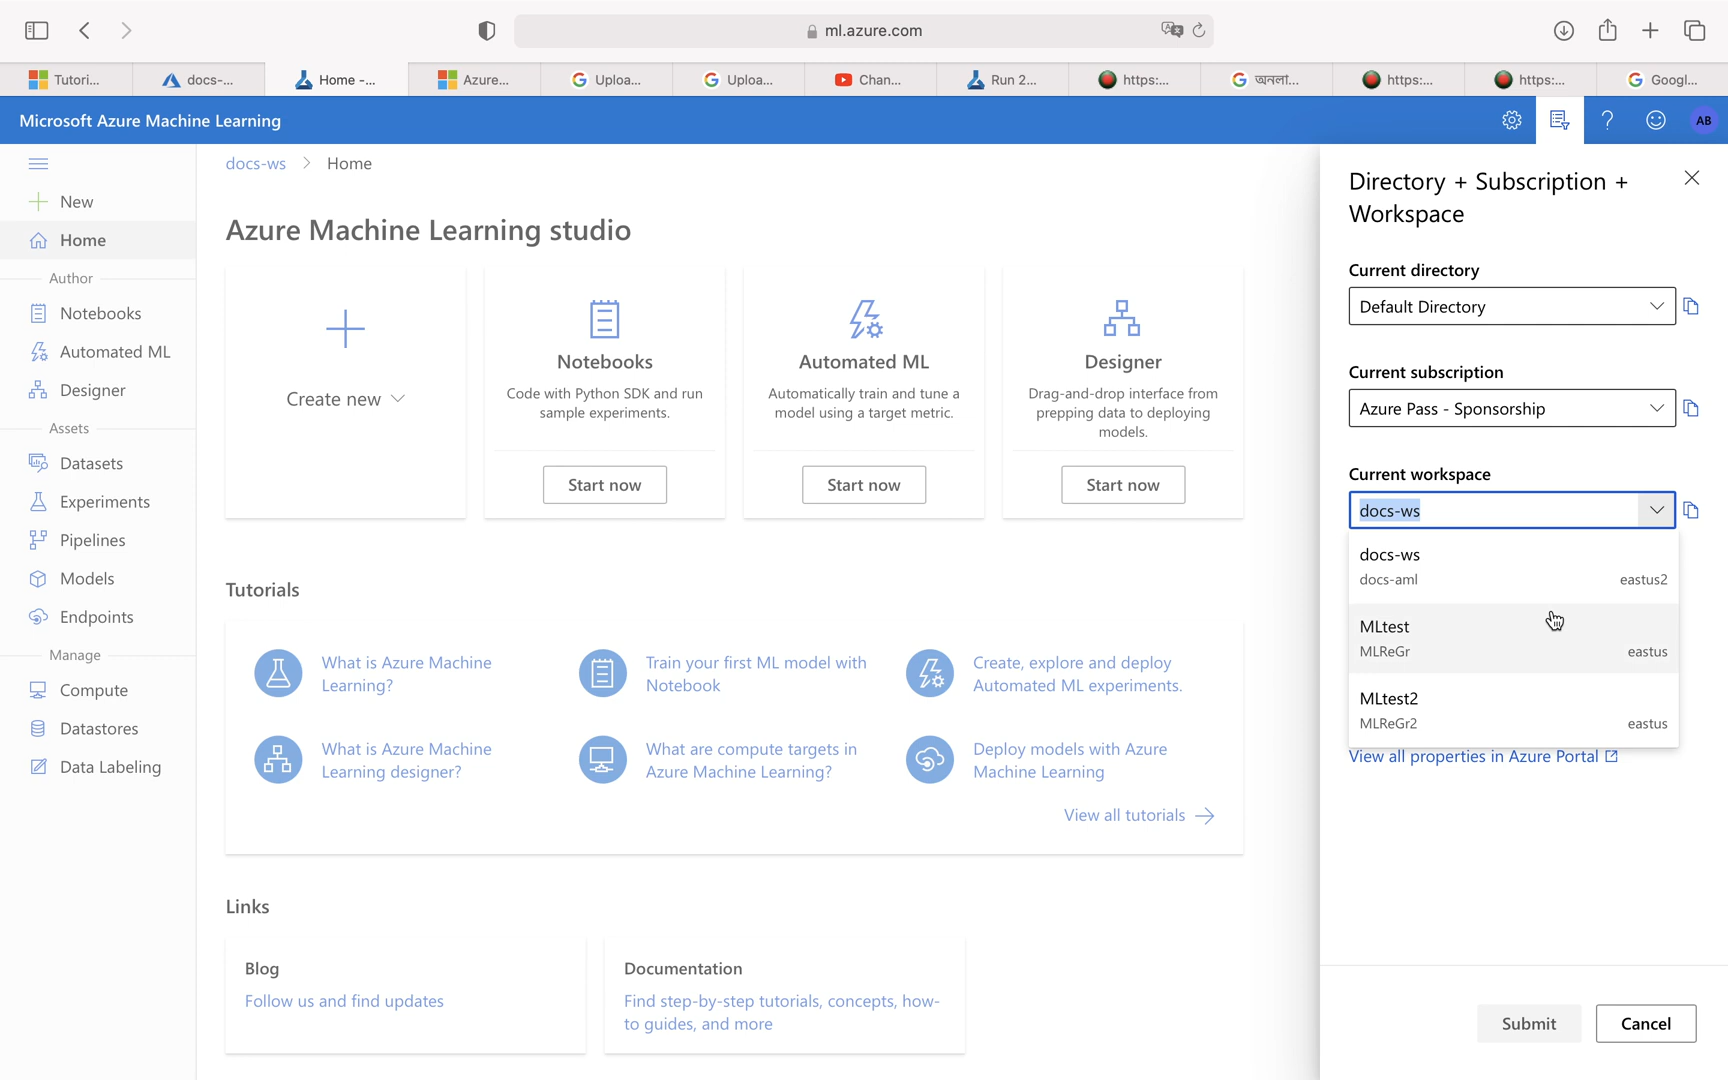 ml.azure.com
Tutori...
docs-...
Home -...
Azure...
Uploa...
Uploa...
Chan...
Run 2...
https:...
অনলা...
https:...
https:...
Googl...
Microsoft Azure Machine Learning
AB
New
Home
Author
Notebooks
Automated ML
Designer
Assets
Datasets
Experiments
Pipelines
Models
Endpoints
Manage
Compute
Datastores
Data Labeling
docs-ws > Home
Azure Machine Learning studio
Create new
Notebooks
Code with Python SDK and run
sample experiments.
Start now
Automated ML
Automatically train and tune a
model using a target metric.
Start now
Designer
Drag-and-drop interface from
prepping data to deploying
models.
Start now
Tutorials
What is Azure Machine
Learning?
Train your first ML model with
Notebook
Create, explore and deploy
Automated ML experiments.
What is Azure Machine
Learning designer?
What are compute targets in
Azure Machine Learning?
Deploy models with Azure
Machine Learning
View all tutorials
Links
Blog
Follow us and find updates
Documentation
Find step-by-step tutorials, concepts, how-
to guides, and more
Directory + Subscription +
Workspace
Current directory
Default Directory
Current subscription
Azure Pass - Sponsorship
Current workspace
docs-ws
docs-ws
docs-aml eastus2
MLtest
MLReGr eastus
MLtest2
MLReGr2 eastus
View all properties in Azure Portal
Submit
Cancel